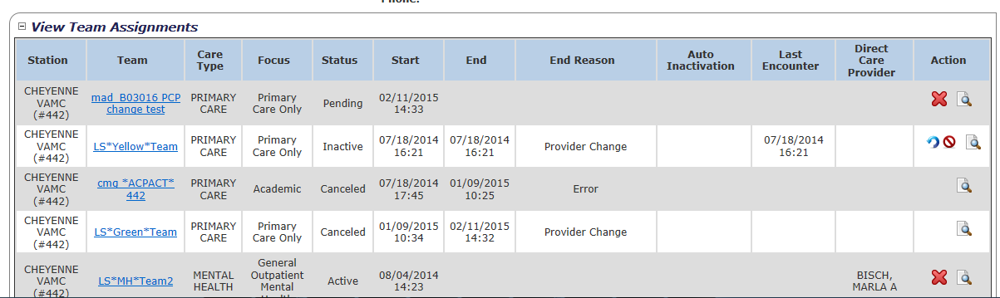 Phone:
View Team Assignments
Station Team Care Type Focus Status Start End End Reason Auto Inactivation Last Encounter Direct Care Provider Action
CHEYENNE VAMC (#442) mad_B03016 PCP change test PRIMARY CARE Primary Care Only Pending 02/11/2015 14:33
CHEYENNE VAMC (#442) LS*Yellow*Team PRIMARY CARE Primary Care Only Inactive 07/18/2014 16:21 07/18/2014 16:21 Provider Change 07/18/2014 16:21
CHEYENNE VAMC (#442) cmg *ACPACT* 442 PRIMARY CARE Academic Canceled 07/18/2014 17:45 01/09/2015 10:25 Error
CHEYENNE VAMC (#442) LS*Green*Team PRIMARY CARE Primary Care Only Canceled 01/09/2015 10:34 02/11/2015 14:32 Provider Change
CHEYENNE VAMC (#442) LS*MH*Team2 MENTAL HEALTH General Outpatient Mental Health Active 08/04/2014 14:23 BISCH, MARLA A